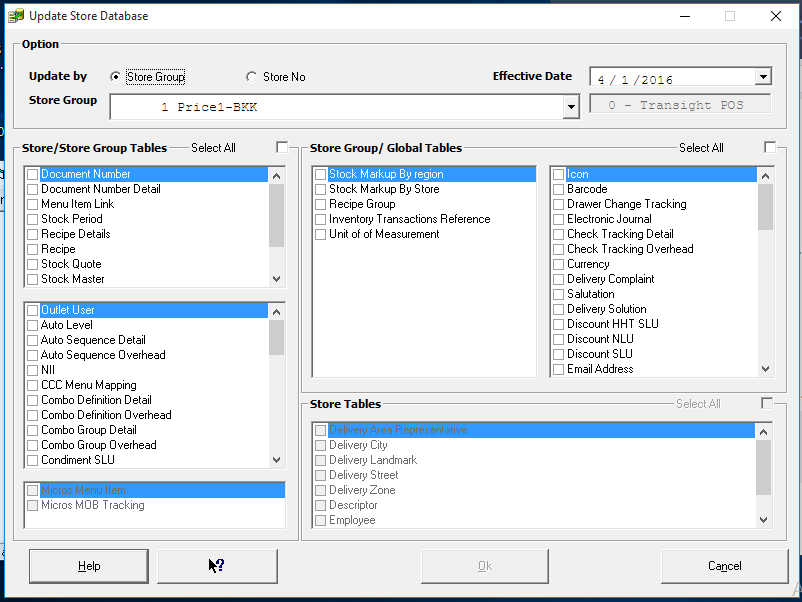 Update Store Database
Option
Update by Store Group Store No Effective Date 4 / 1 /2016
Store Group 1 Price1-BKK 0 - Transight POS
Store/Store Group Tables Select All
Document Number
Document Number Detail
Menu Item Link
Stock Period
Recipe Details
Recipe
Stock Quote
Stock Master
Outlet User
Auto Level
Auto Sequence Detail
Auto Sequence Overhead
NII
CCC Menu Mapping
Combo Definition Detail
Combo Definition Overhead
Combo Group Detail
Combo Group Overhead
Condiment SLU
Micros Menu Item
Micros MOB Tracking
Store Group/ Global Tables Select All
Stock Markup By region
Stock Markup By Store
Recipe Group
Inventory Transactions Reference
Unit of of Measurement
Icon
Barcode
Drawer Change Tracking
Electronic Journal
Check Tracking Detail
Check Tracking Overhead
Currency
Delivery Complaint
Salutation
Delivery Solution
Discount HHT SLU
Discount NLU
Discount SLU
Email Address
Store Tables Select All
Delivery Area Representative
Delivery City
Delivery Landmark
Delivery Street
Delivery Zone
Descriptor
Employee
Help ? Ok Cancel